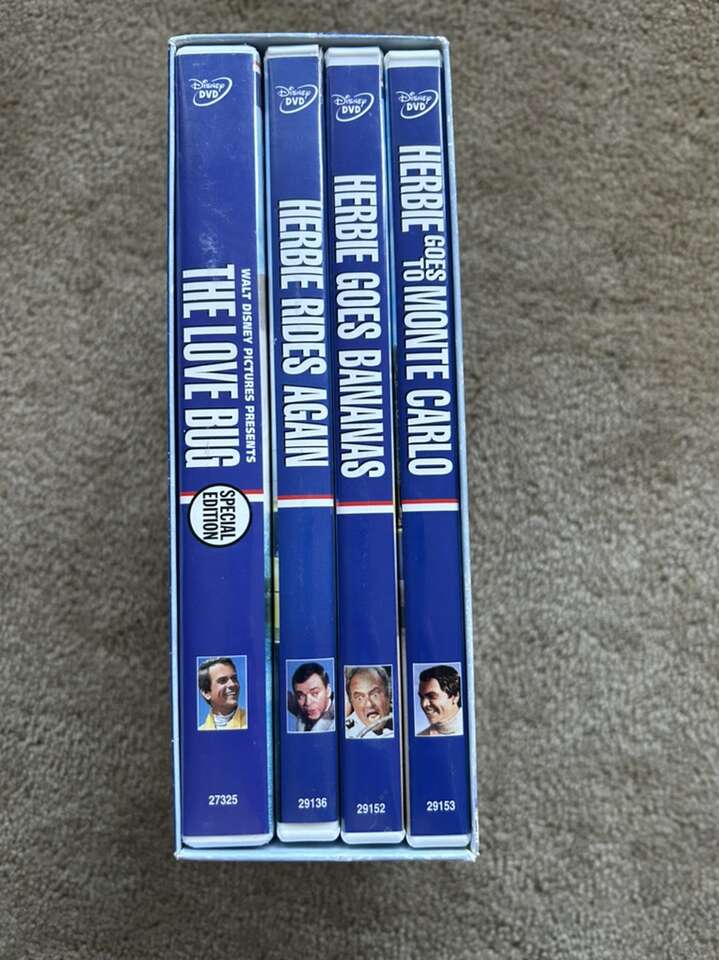 Disney
DVD
WALT DISNEY PICTURES PRESENTS
THE LOVE BUG
SPECIAL
EDITION
27325
Disney
DVD
HERBIE RIDES AGAIN
29136
Disney
DVD
HERBIE GOES BANANAS
29152
Disney
DVD
HERBIE GOES TO MONTE CARLO
29153